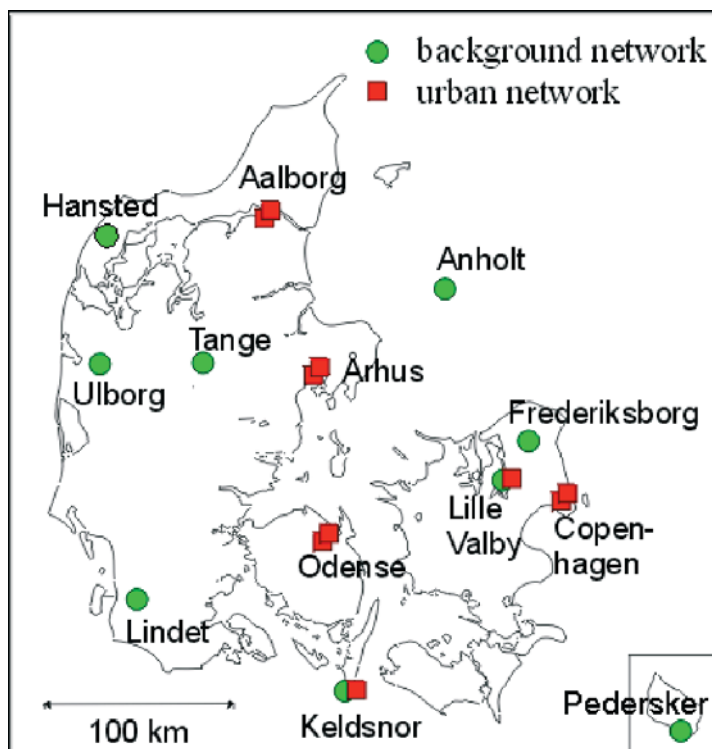 background network
urban network
Aalborg
Hansted
Anholt
Tange
Århus
Ulborg
Frederiksborg
Lille
Valby
Copen-
hagen
Odense
Lindet
Pedersker
Keldsnor
100 km